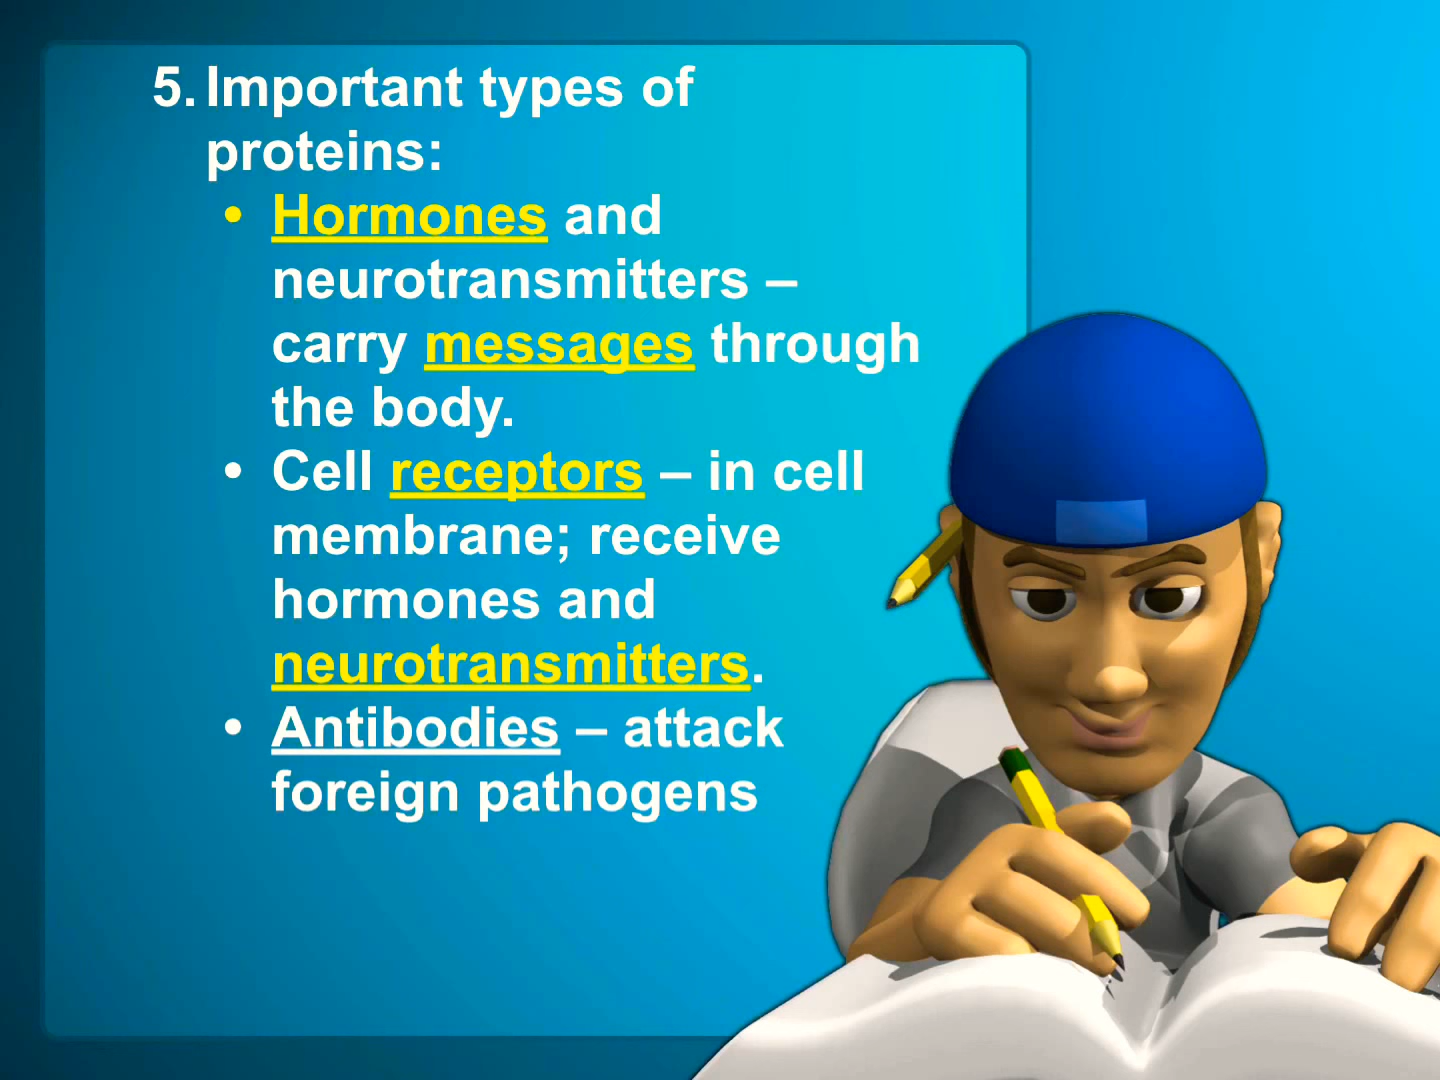 5. Important types of
proteins:
• Hormones and
neurotransmitters –
carry messages through
the body.
• Cell receptors – in cell
membrane; receive
hormones and
neurotransmitters.
• Antibodies – attack
foreign pathogens